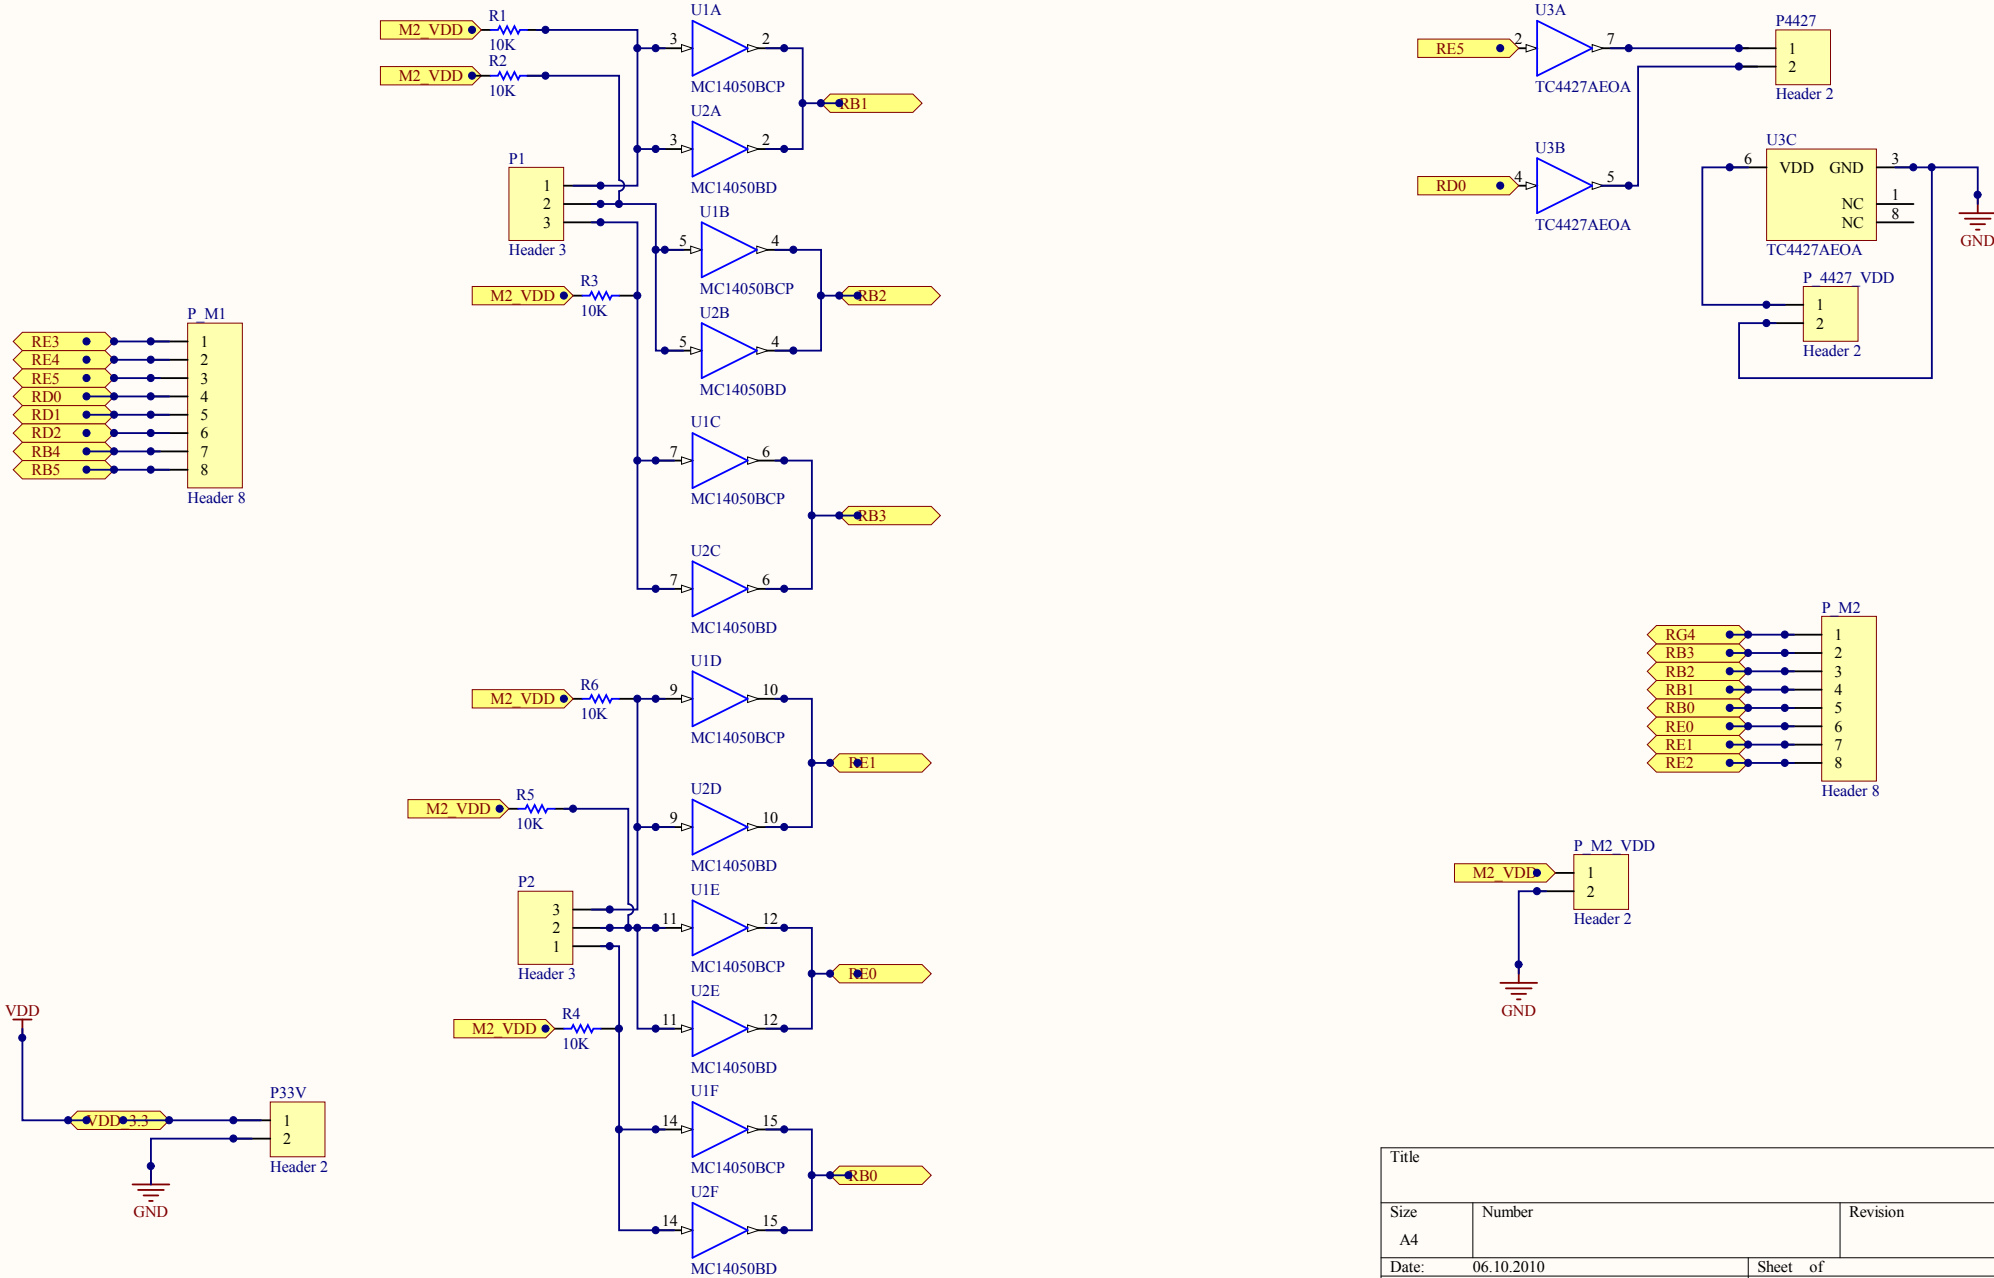 R1
M2_VDD
10K
R2
M2_VDD
10K
U1A
3
2
MC14050BCP
U2A
3
2
MC14050BD
RB1
P1
1
2
3
Header 3
U1B
5
4
MC14050BCP
U2B
5
4
MC14050BD
RB2
R3
M2_VDD
10K
U1C
7
6
MC14050BCP
U2C
7
6
MC14050BD
RB3
P_M1
RE3 1
RE4 2
RE5 3
RD0 4
RD1 5
RD2 6
RB4 7
RB5 8
Header 8
R6
M2_VDD
10K
U1D
9
10
MC14050BCP
U2D
9
10
MC14050BD
RE1
R5
M2_VDD
10K
P2
3
2
1
Header 3
U1E
11
12
MC14050BCP
U2E
11
12
MC14050BD
RE0
R4
M2_VDD
10K
U1F
14
15
MC14050BCP
U2F
14
15
MC14050BD
RB0
VDD
P33V
VDD_3.3
1
2
Header 2
GND
U3A
RE5
2
7
TC4427AEOA
P4427
1
2
Header 2
U3B
RD0
4
5
TC4427AEOA
U3C
6
VDD GND
3
NC
1
NC
8
TC4427AEOA
GND
P_4427_VDD
1
2
Header 2
P_M2
RG4 1
RB3 2
RB2 3
RB1 4
RB0 5
RE0 6
RE1 7
RE2 8
Header 8
P_M2_VDD
M2_VDD
1
2
Header 2
GND
Title
Size
Number
Revision
A4
Date:
06.10.2010
Sheet of